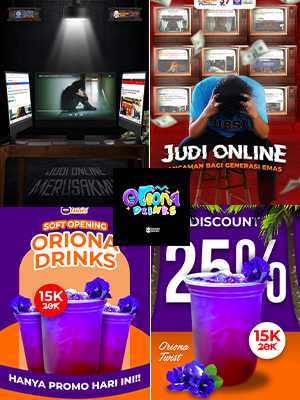 JUDI ONLINE
MERUSAKMU
UBSI
JUDI ONLINE
ANCAMAN BAGI GENERASI EMAS
Oriona
DRINKS
SOFT OPENING
ORIONA
DRINKS
15K
20K
HANYA PROMO HARI INI!!
DISCOUNT
25%
15K
20K
Oriona
Twist